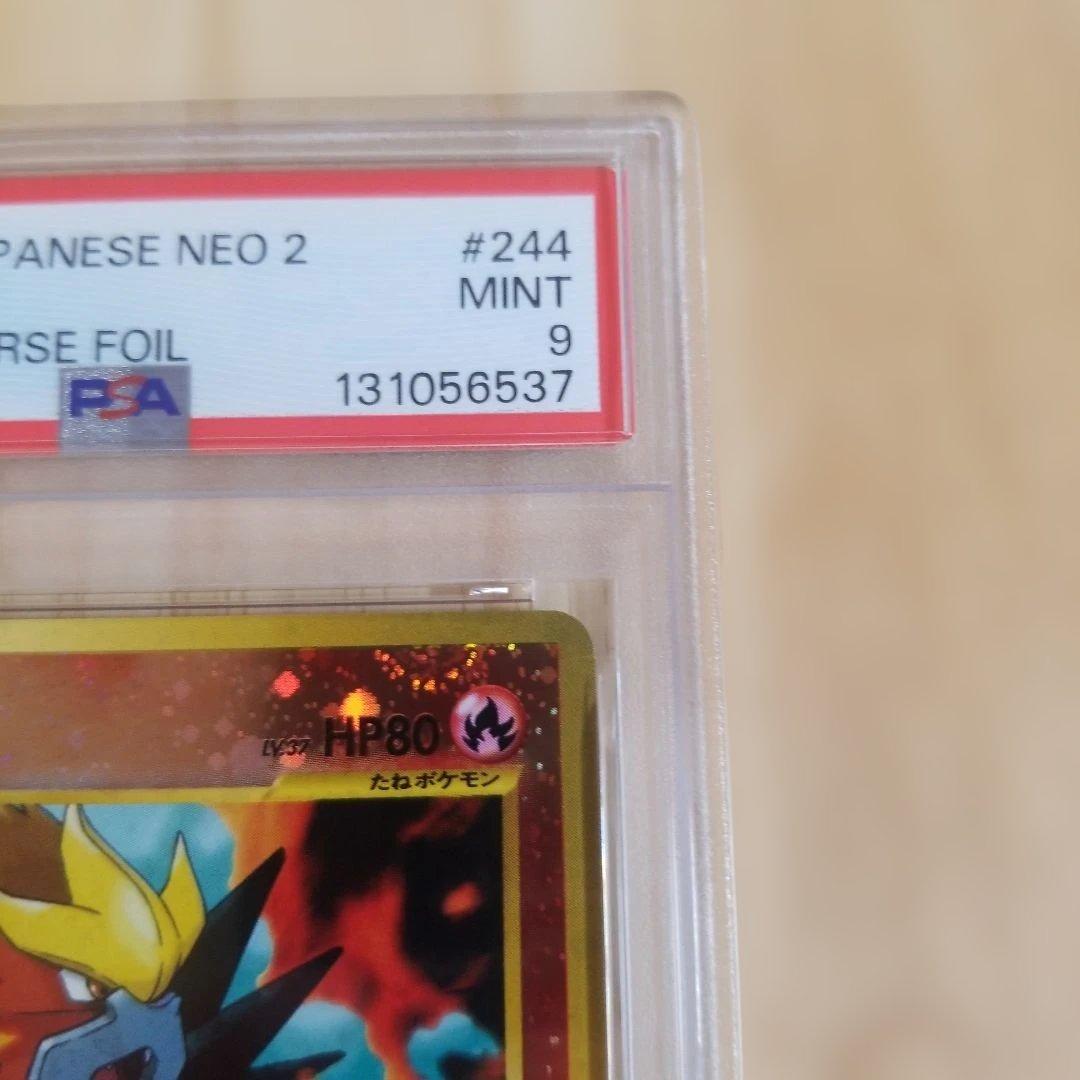 PANESE NEO 2 #244
MINT
RSE FOIL 9
PSA 131056537
LV.37 HP80
たねポケモン